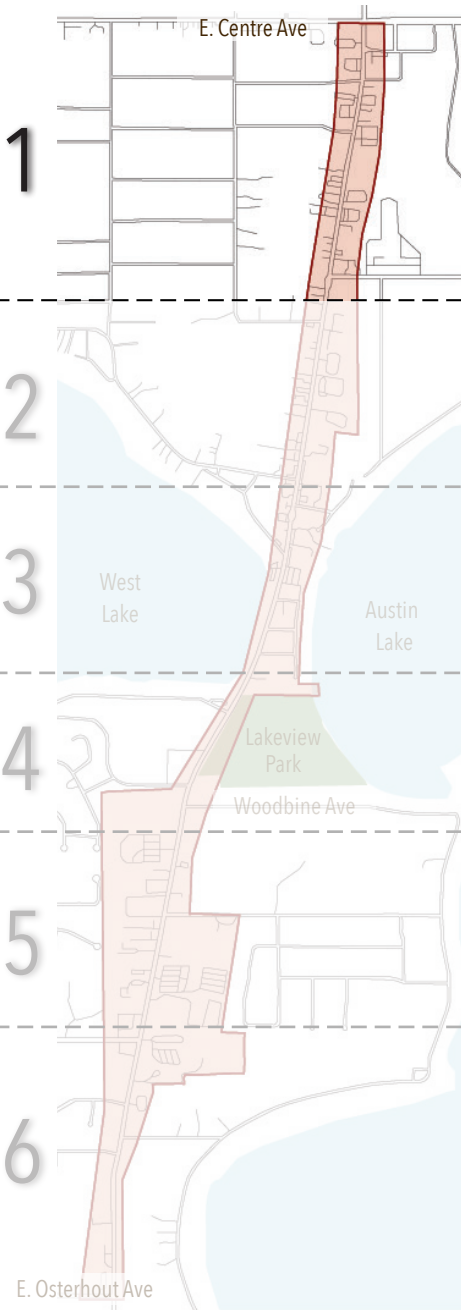 E. Centre Ave
1
2
3
West
Lake
Austin
Lake
4
Lakeview
Park
Woodbine Ave
5
6
E. Osterhout Ave